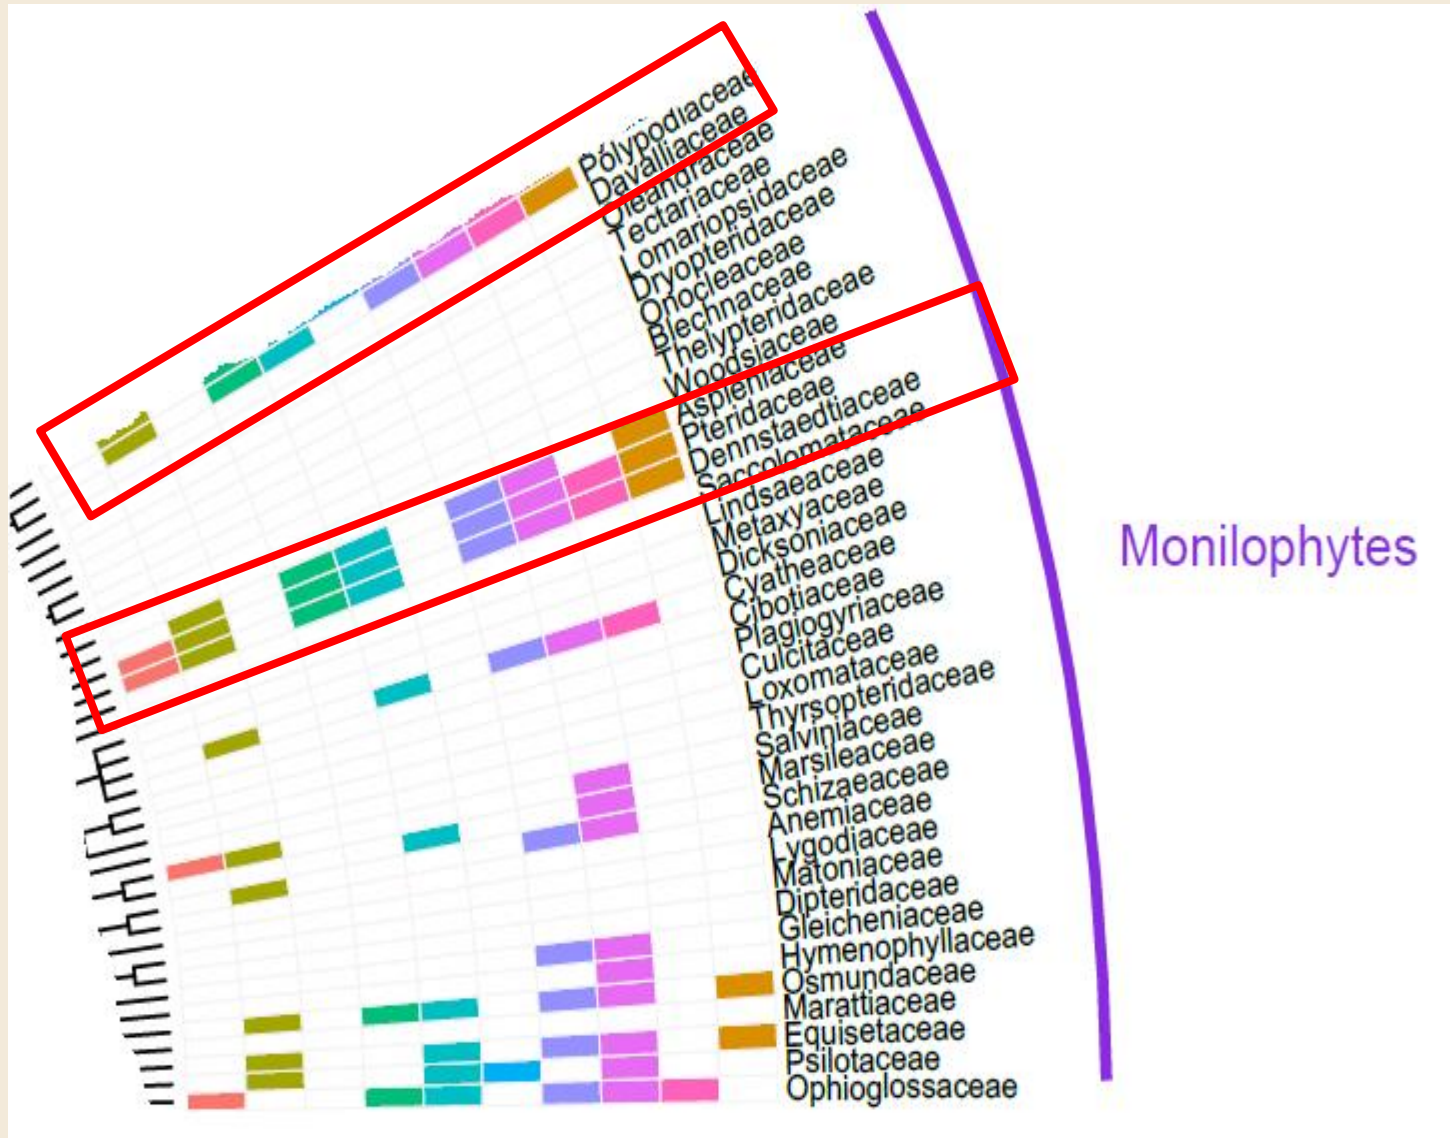 Polypodiaceae
Davalliaceae
Oleandraceae
Tectariaceae
Lomariopsidaceae
Dryopteridaceae
Onocleaceae
Blechnaceae
Thelypteridaceae
Woodsiaceae
Aspleniaceae
Pteridaceae
Dennstaedtiaceae
Saccolomataceae
Lindsaeaceae
Metaxyaceae
Dicksoniaceae
Cyatheaceae
Cibotiaceae
Plagiogyriaceae
Culcitaceae
Loxomataceae
Thyrsopteridaceae
Salviniaceae
Marsileaceae
Schizaeaceae
Anemiaceae
Lygodiaceae
Matoniaceae
Dipteridaceae
Gleicheniaceae
Hymenophyllaceae
Osmundaceae
Marattiaceae
Equisetaceae
Psilotaceae
Ophioglossaceae
Monilophytes